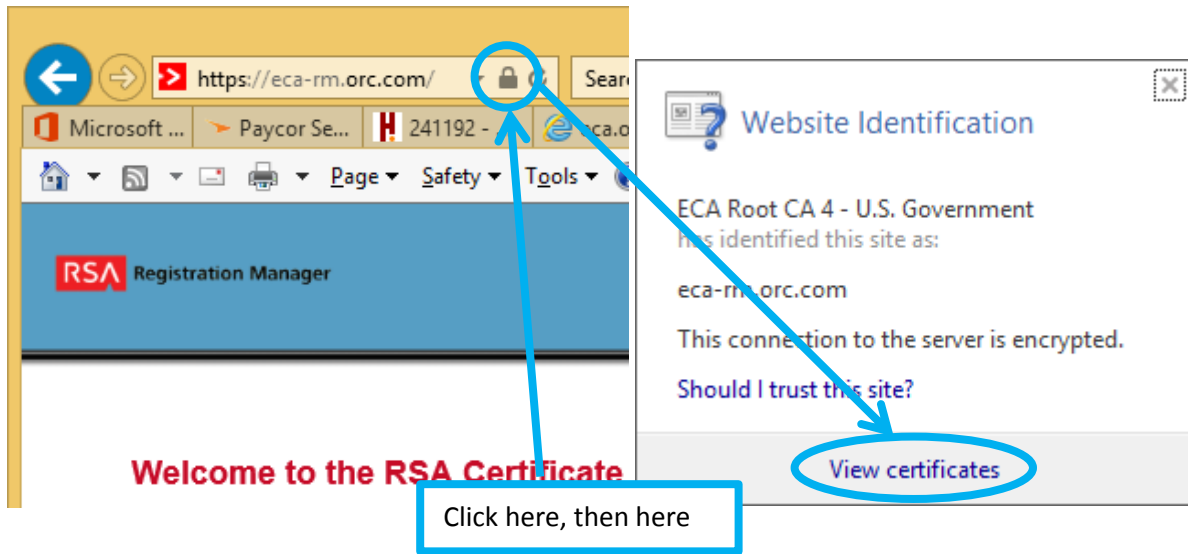 https://eca-rm.orc.com/
Sear
Microsoft ...
Paycor Se...
241192 - ...
eca.o
Page
Safety
Tools
RSA Registration Manager
Welcome to the RSA Certificate
Click here, then here
Website Identification
ECA Root CA 4 - U.S. Government
has identified this site as:
eca-rm.orc.com
This connection to the server is encrypted.
Should I trust this site?
View certificates